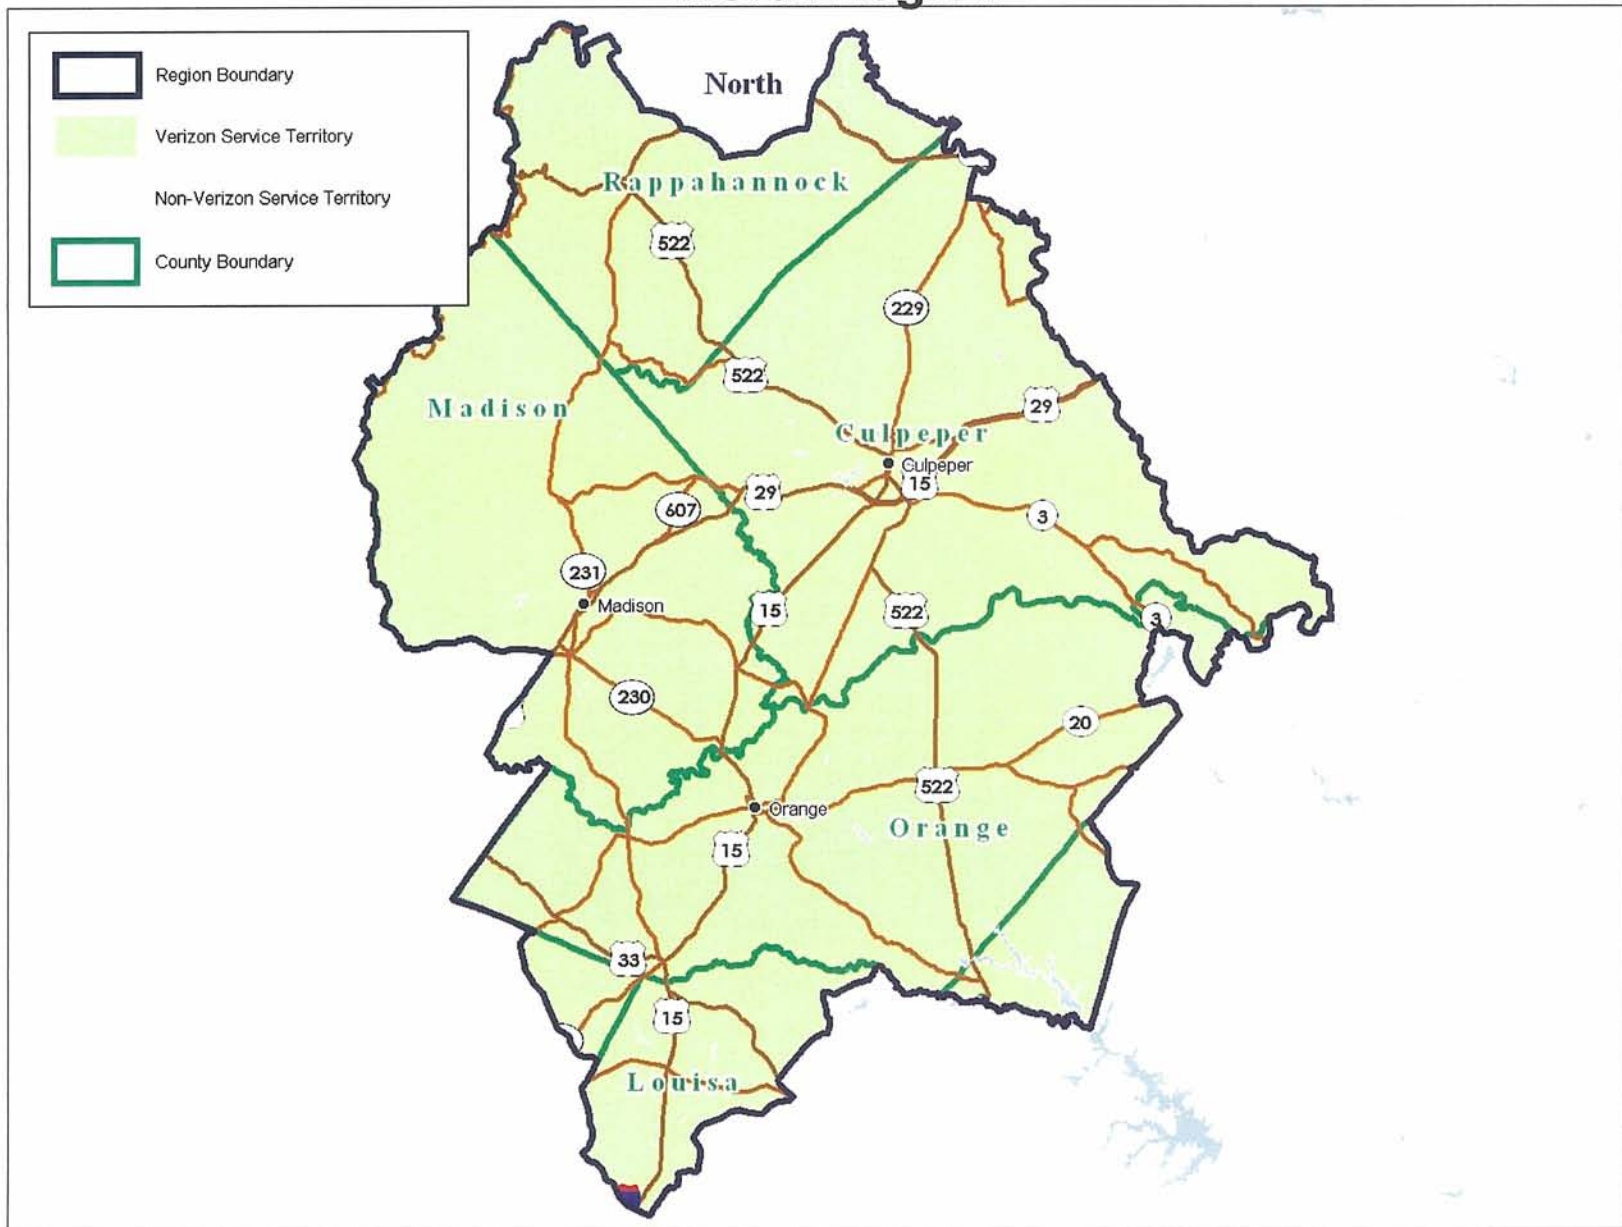 North
Region Boundary
Verizon Service Territory
Non-Verizon Service Territory
County Boundary
Rappahannock
522
229
522
Madison
29
Culpeper
Culpeper
15
29
607
3
231
Madison
15
522
3
230
20
522
Orange
Orange
15
33
15
Louisa